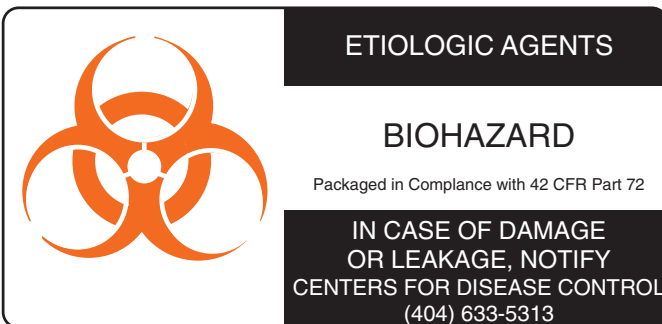 ETIOLOGIC AGENTS
BIOHAZARD
Packaged in Complance with 42 CFR Part 72
IN CASE OF DAMAGE
OR LEAKAGE, NOTIFY
CENTERS FOR DISEASE CONTROL
(404) 633-5313